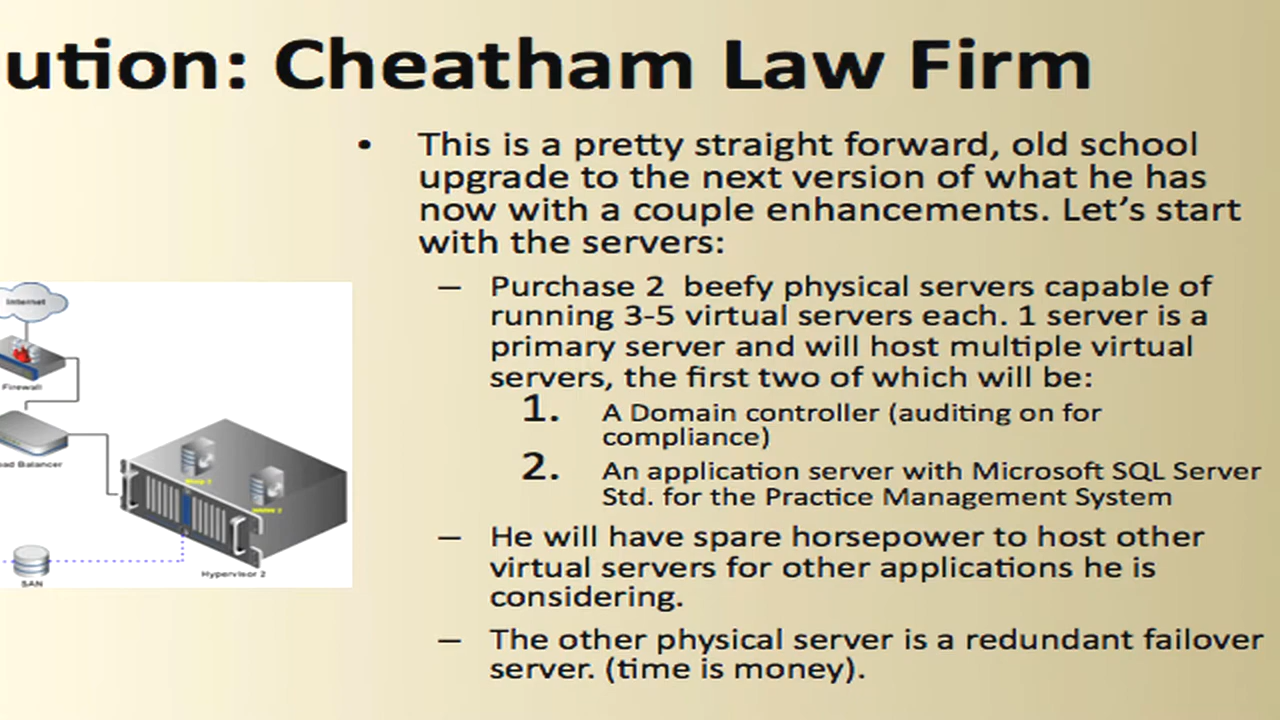 ution: Cheatham Law Firm
• This is a pretty straight forward, old school
upgrade to the next version of what he has
now with a couple enhancements. Let's start
with the servers:
– Purchase 2 beefy physical servers capable of
running 3-5 virtual servers each. 1 server is a
primary server and will host multiple virtual
servers, the first two of which will be:
1. A Domain controller (auditing on for
compliance)
2. An application server with Microsoft SQL Server
Std. for the Practice Management System
– He will have spare horsepower to host other
virtual servers for other applications he is
considering.
– The other physical server is a redundant failover
server. (time is money).
Internet
Firewall
ad Balancer
Hypervisor 2
SAN